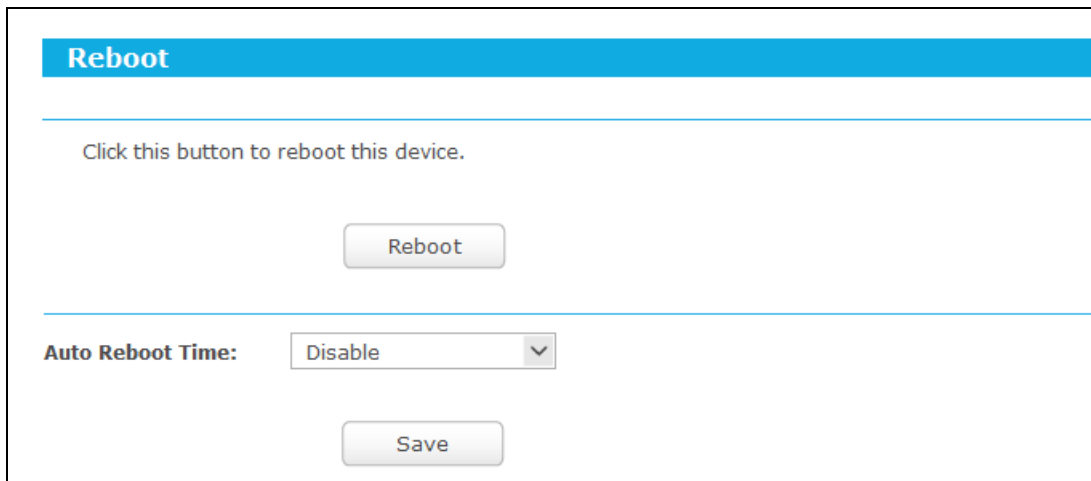 Reboot
Click this button to reboot this device.
Reboot
Auto Reboot Time: Disable
Save